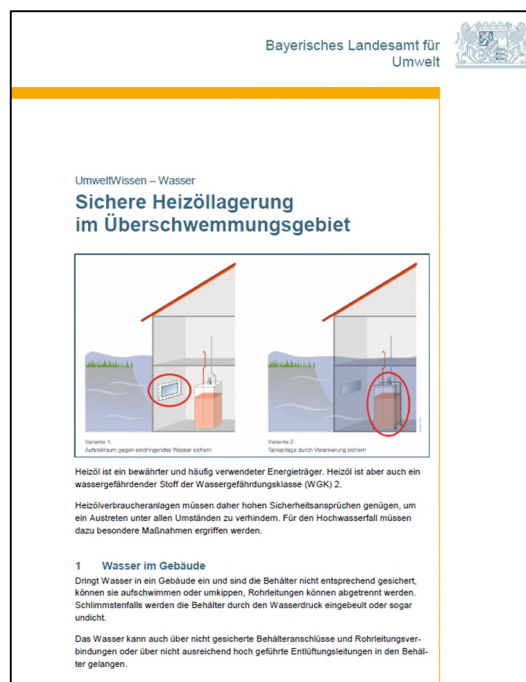 Bayerisches Landesamt für
Umwelt
UmweltWissen – Wasser
Sichere Heizöllagerung
im Überschwemmungsgebiet
Variante 1:
Aufstellraum gegen eindringendes Wasser sichern
Variante 2:
Tankanlage durch Verankerung sichern
Heizöl ist ein bewährter und häufig verwendeter Energieträger. Heizöl ist aber auch ein
wassergefährdender Stoff der Wassergefährdungsklasse (WGK) 2.
Heizölverbraucheranlagen müssen daher hohen Sicherheitsansprüchen genügen, um
ein Austreten unter allen Umständen zu verhindern. Für den Hochwasserfall müssen
dazu besondere Maßnahmen ergriffen werden.
1 Wasser im Gebäude
Dringt Wasser in ein Gebäude ein und sind die Behälter nicht entsprechend gesichert,
können sie aufschwimmen oder umkippen, Rohrleitungen können abgetrennt werden.
Schlimmstenfalls werden die Behälter durch den Wasserdruck eingebeult oder sogar
undicht.
Das Wasser kann auch über nicht gesicherte Behälteranschlüsse und Rohrleitungsver-
bindungen oder über nicht ausreichend hoch geführte Entlüftungsleitungen in den Behäl-
ter gelangen.